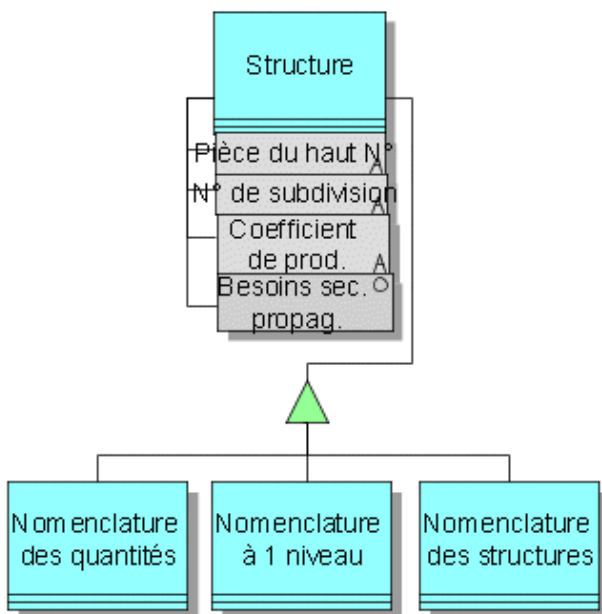 Structure
Pièce du haut N°
A
N° de subdivision
A
Coefficient
de prod.
A
Besoins sec.
O
propag.
Nomenclature
des quantités
Nomenclature
à 1 niveau
Nomenclature
des structures